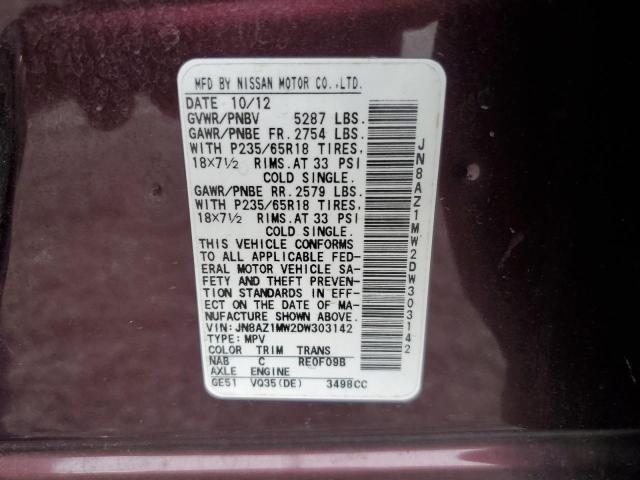 MFD BY NISSAN MOTOR CO.,LTD.
DATE 10/12
GVWR/PNBV 5287 LBS.
GAWR/PNBE FR. 2754 LBS.
WITH P235/65R18 TIRES,
18×7½ RIMS. AT 33 PSI
COLD SINGLE.
GAWR/PNBE RR. 2579 LBS.
WITH P235/65R18 TIRES,
18×7½ RIMS. AT 33 PSI
COLD SINGLE.
THIS VEHICLE CONFORMS
TO ALL APPLICABLE FED-
ERAL MOTOR VEHICLE SA-
FETY AND THEFT PREVEN-
TION STANDARDS IN EFF-
ECT ON THE DATE OF MA-
NUFACTURE SHOWN ABOVE.
VIN: JN8AZ1MW2DW303142
TYPE: MPV
COLOR TRIM TRANS
NAB C RE0F09B
AXLE ENGINE
GE51 VQ35(DE) 3498CC
JN8AZ1MW2DW303142